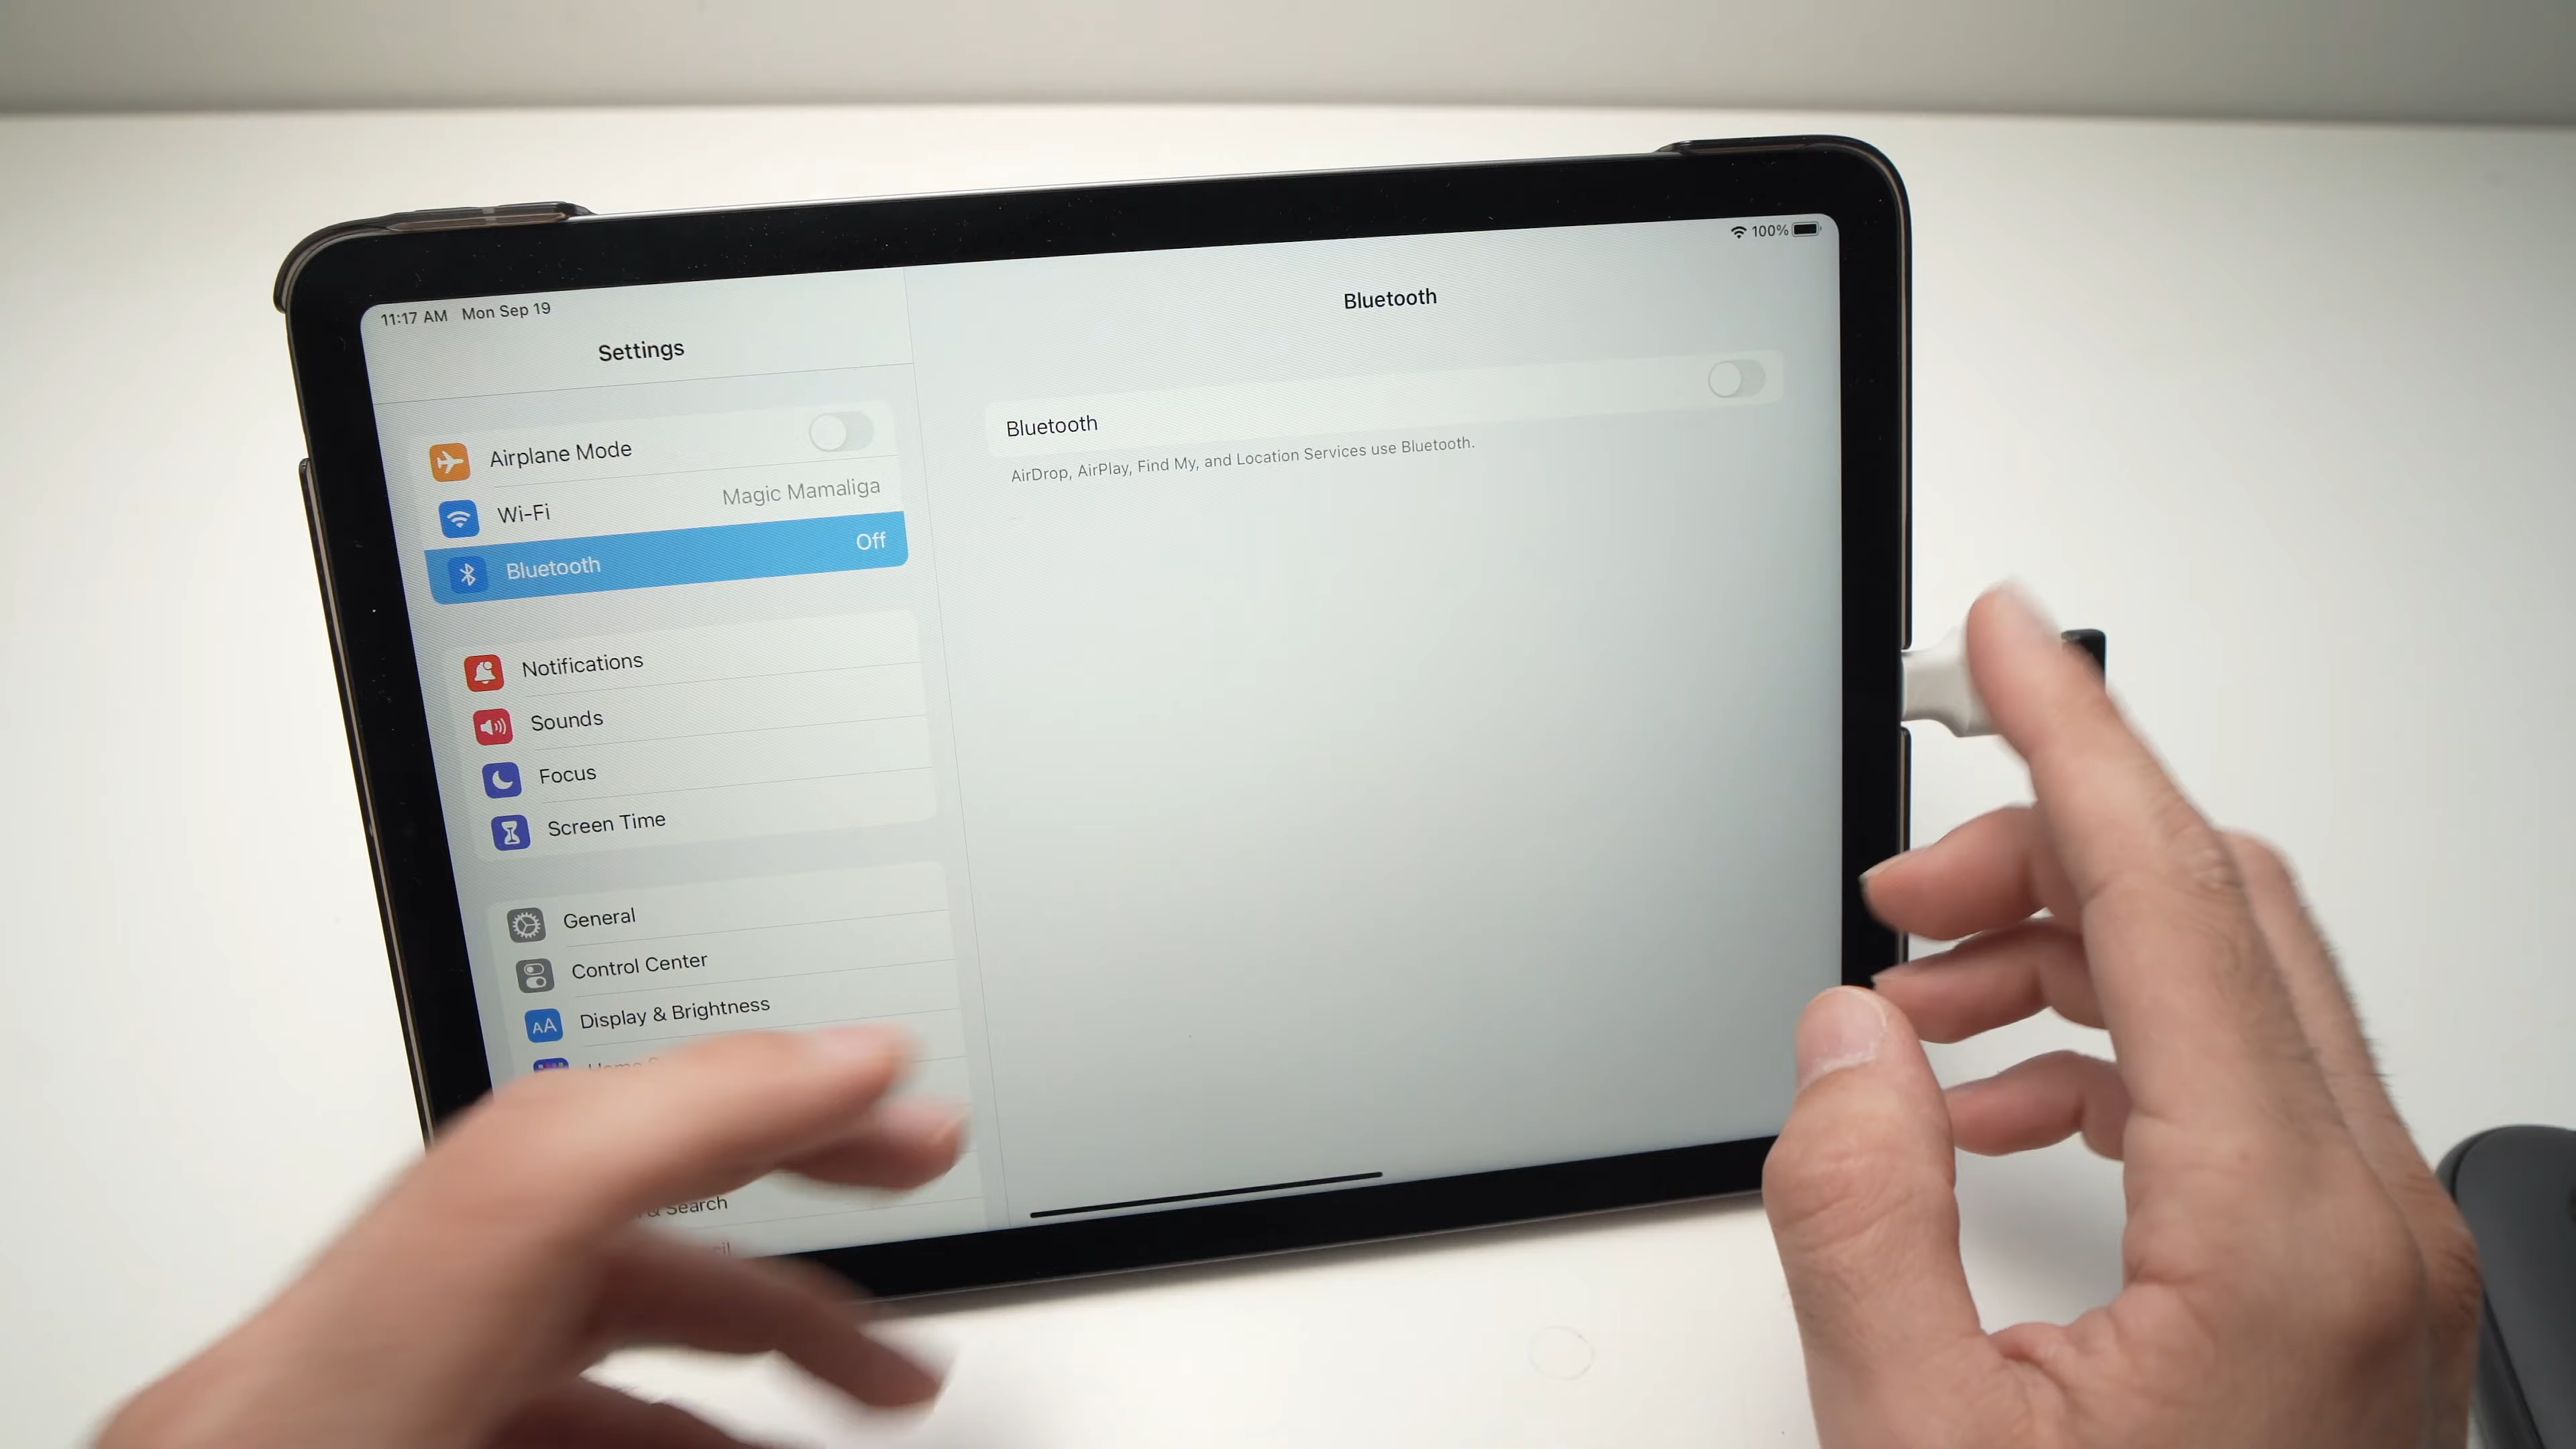 11:17 AM Mon Sep 19
100%
Settings
Airplane Mode
Wi-Fi Magic Mamaliga
Bluetooth Off
Notifications
Sounds
Focus
Screen Time
General
Control Center
AA Display & Brightness
Home
& Search
Bluetooth
Bluetooth
AirDrop, AirPlay, Find My, and Location Services use Bluetooth.